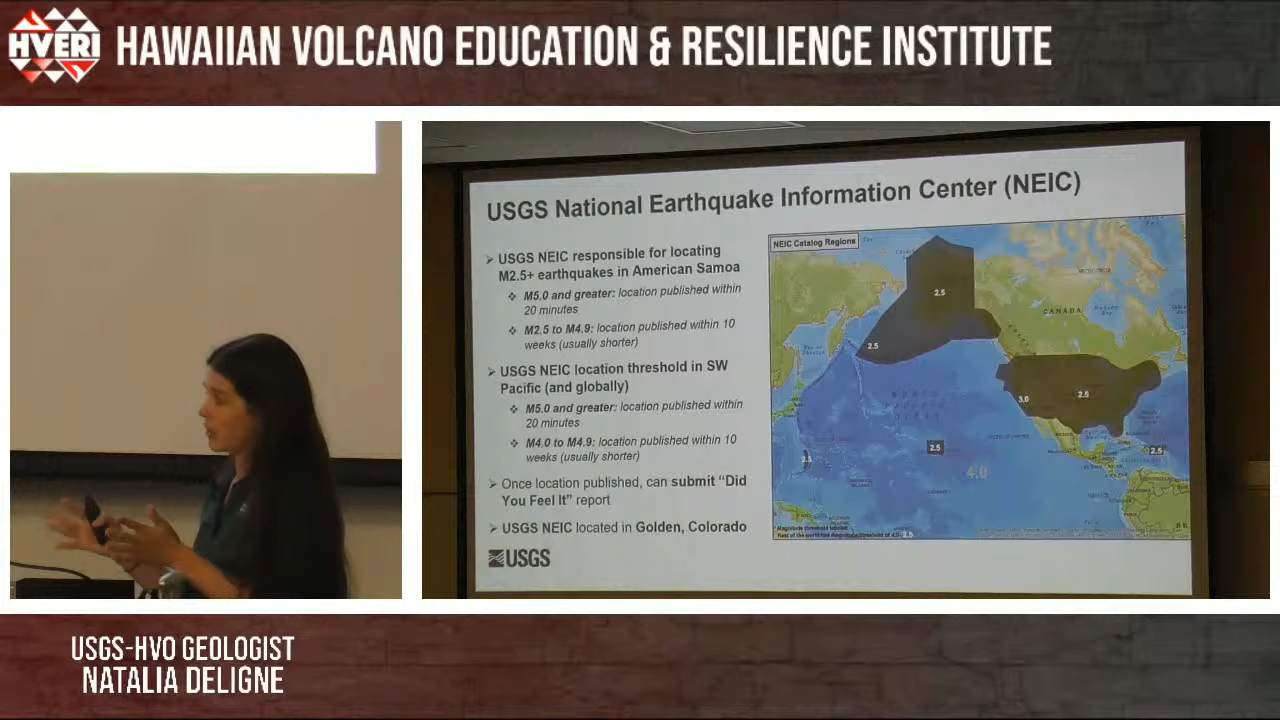 HVERI
HAWAIIAN VOLCANO EDUCATION & RESILIENCE INSTITUTE
USGS National Earthquake Information Center (NEIC)
USGS NEIC responsible for locating
M2.5+ earthquakes in American Samoa
M5.0 and greater: location published within
20 minutes
M2.5 to M4.9: location published within 10
weeks (usually shorter)
USGS NEIC location threshold in SW
Pacific (and globally)
M5.0 and greater: location published within
20 minutes
M4.0 to M4.9: location published within 10
weeks (usually shorter)
Once location published, can submit “Did
You Feel It” report
USGS NEIC located in Golden, Colorado
USGS
NEIC Catalog Regions
2.5
2.5
CANADA
3.0
2.5
2.5
2.5
2.5
4.0
2.5
USGS-HVO GEOLOGIST
NATALIA DELIGNE